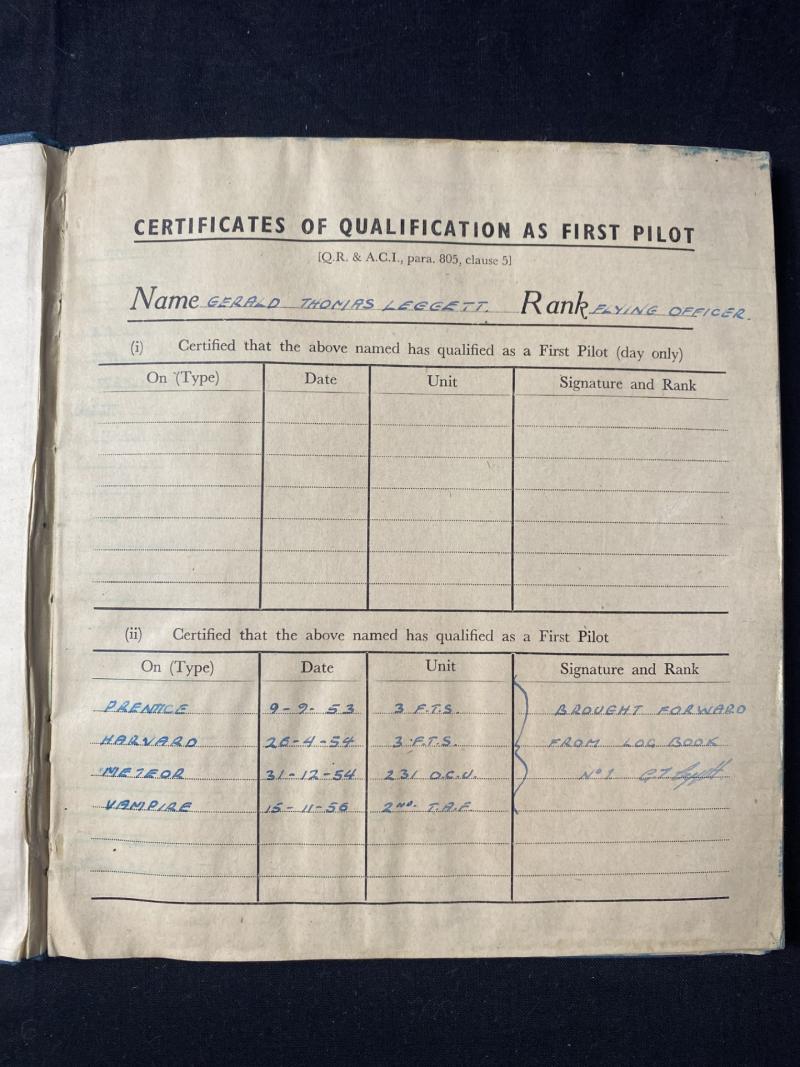 CERTIFICATES OF QUALIFICATION AS FIRST PILOT
[Q.R. & A.C.I., para. 805, clause 5]
Name GERALD THOMAS LEGGETT. Rank FLYING OFFICER.
(i) Certified that the above named has qualified as a First Pilot (day only)
On (Type) Date Unit Signature and Rank
(ii) Certified that the above named has qualified as a First Pilot
On (Type) Date Unit Signature and Rank
PRENTICE 9-9-53 3 F.T.S. BROUGHT FORWARD
HARVARD 26-4-54 3 F.T.S. FROM LOG BOOK
METEOR 31-12-54 231 O.C.U. Nº1 GT Leggett
VAMPIRE 15-11-56 2ND. T.A.F.